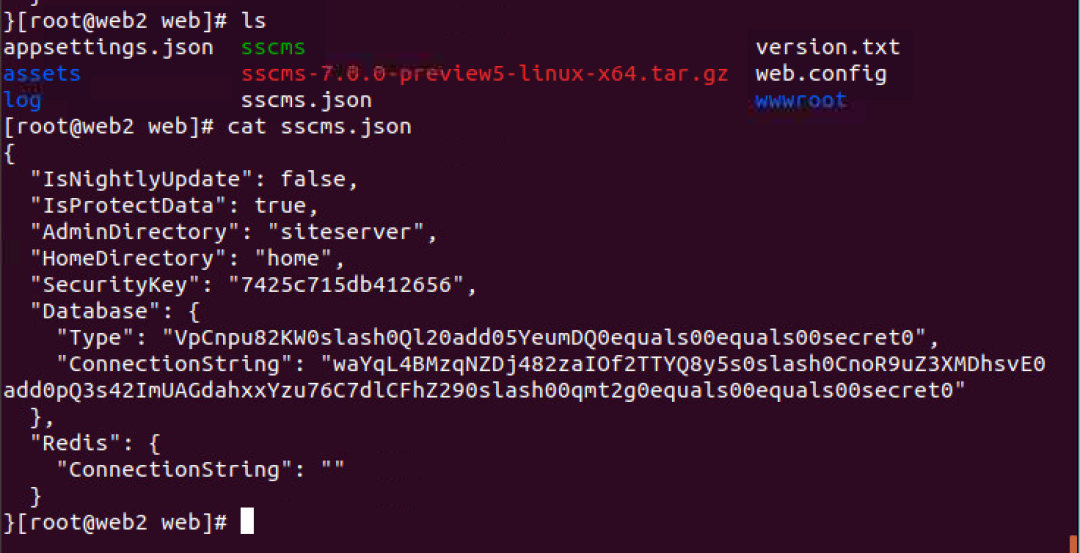 }[root@web2 web]# ls
appsettings.json sscms version.txt
assets sscms-7.0.0-preview5-linux-x64.tar.gz web.config
log sscms.json wwwroot
[root@web2 web]# cat sscms.json
{
"IsNightlyUpdate": false,
"IsProtectData": true,
"AdminDirectory": "siteserver",
"HomeDirectory": "home",
"SecurityKey": "7425c715db412656",
"Database": {
"Type": "VpCnpu82KW0slash0Ql20add05YeumDQ0equals00equals00secret0",
"ConnectionString": "waYqL4BMzqNZDj482zaIOf2TTYQ8y5s0slash0CnoR9uZ3XMDhsvE0
add0pQ3s42ImUAGdahxxYzu76C7dlCFhZ290slash00qmt2g0equals00equals00secret0"
},
"Redis": {
"ConnectionString": ""
}
}[root@web2 web]#